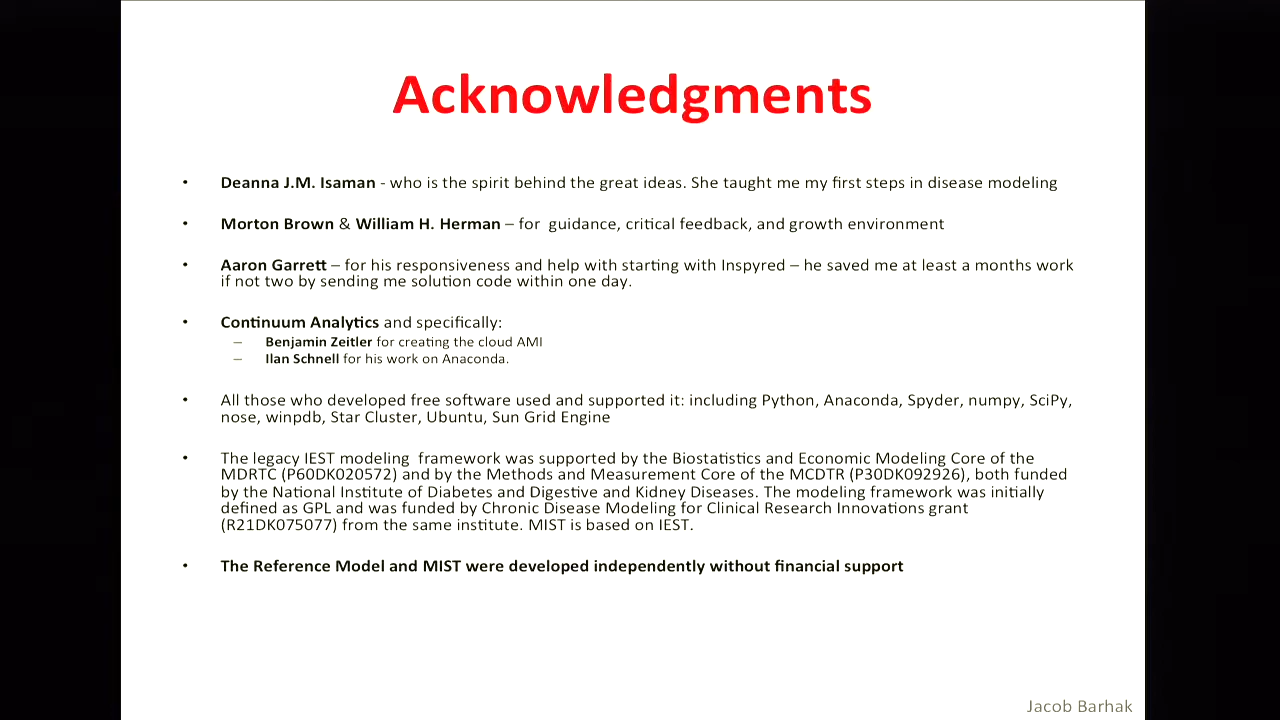 Acknowledgments
• Deanna J.M. Isaman - who is the spirit behind the great ideas. She taught me my first steps in disease modeling
• Morton Brown & William H. Herman – for  guidance, critical feedback, and growth environment
• Aaron Garrett – for his responsiveness and help with starting with Inspyred – he saved me at least a months work
if not two by sending me solution code within one day.
• Continuum Analytics and specifically:
– Benjamin Zeitler for creating the cloud AMI
– Ilan Schnell for his work on Anaconda.
• All those who developed free software used and supported it: including Python, Anaconda, Spyder, numpy, SciPy,
nose, winpdb, Star Cluster, Ubuntu, Sun Grid Engine
• The legacy IEST modeling  framework was supported by the Biostatistics and Economic Modeling Core of the
MDRTC (P60DK020572) and by the Methods and Measurement Core of the MCDTR (P30DK092926), both funded
by the National Institute of Diabetes and Digestive and Kidney Diseases. The modeling framework was initially
defined as GPL and was funded by Chronic Disease Modeling for Clinical Research Innovations grant
(R21DK075077) from the same institute. MIST is based on IEST.
• The Reference Model and MIST were developed independently without financial support
Jacob Barhak